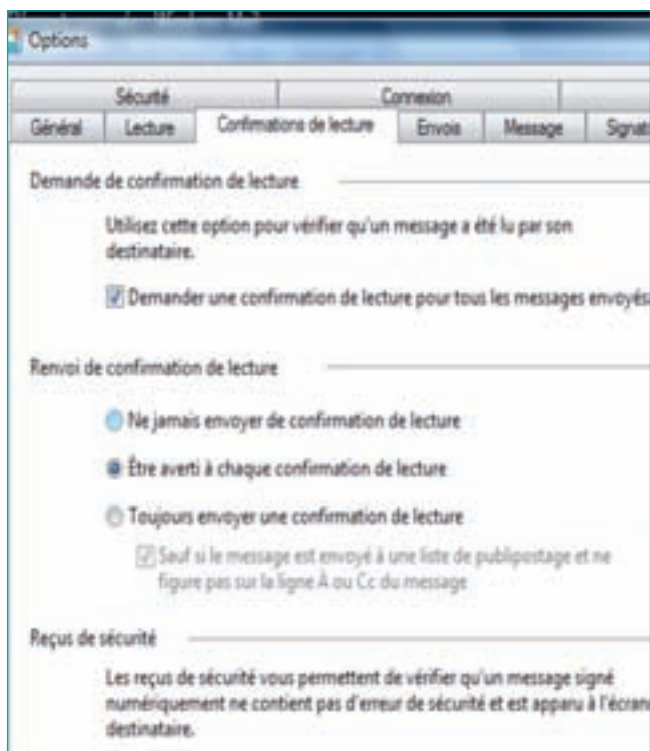 Options
Sécurité Connexion
Général Lecture Confirmations de lecture Envois Message Signat
Demande de confirmation de lecture
Utilisez cette option pour vérifier qu'un message a été lu par son
destinataire.
Demander une confirmation de lecture pour tous les messages envoyés
Renvoi de confirmation de lecture
Ne jamais envoyer de confirmation de lecture
Être averti à chaque confirmation de lecture
Toujours envoyer une confirmation de lecture
Sauf si le message est envoyé à une liste de publipostage et ne
figure pas sur la ligne À ou Cc du message
Reçus de sécurité
Les reçus de sécurité vous permettent de vérifier qu'un message signé
numériquement ne contient pas d'erreur de sécurité et est apparu à l'écran
destinataire.